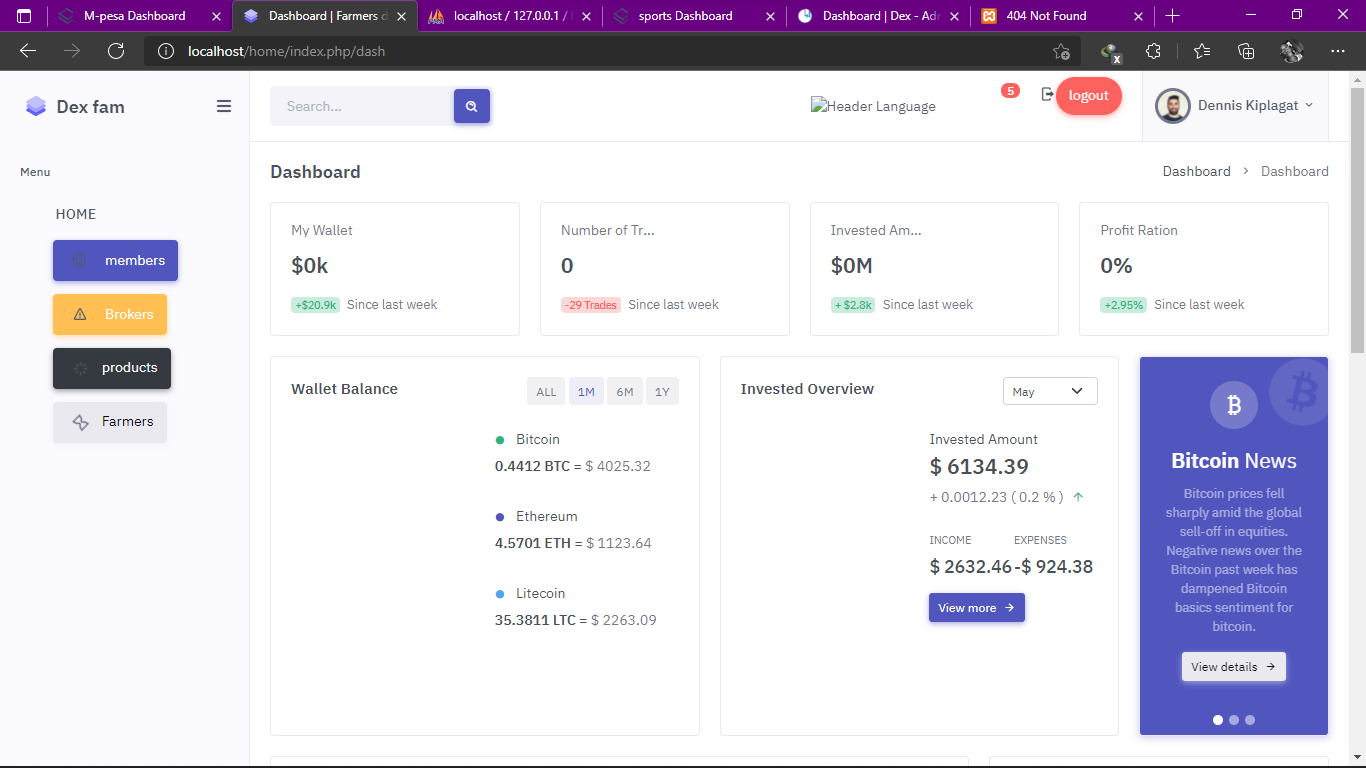 M-pesa Dashboard
Dashboard | Farmers d
localhost / 127.0.0.1 /
sports Dashboard
Dashboard | Dex - Ad
404 Not Found
localhost/home/index.php/dash
Dex fam
Search...
Header Language
5
logout
Dennis Kiplagat
Menu
HOME
members
Brokers
products
Farmers
Dashboard
Dashboard > Dashboard
My Wallet
$0k
+$20.9k Since last week
Number of Tr...
0
-29 Trades Since last week
Invested Am...
$0M
+ $2.8k Since last week
Profit Ration
0%
+2.95% Since last week
Wallet Balance
ALL 1M 6M 1Y
Bitcoin
0.4412 BTC = $ 4025.32
Ethereum
4.5701 ETH = $ 1123.64
Litecoin
35.3811 LTC = $ 2263.09
Invested Overview
May
Invested Amount
$ 6134.39
+ 0.0012.23 ( 0.2 % )
INCOME EXPENSES
$ 2632.46 -$ 924.38
View more
Bitcoin News
Bitcoin prices fell
sharply amid the global
sell-off in equities.
Negative news over the
Bitcoin past week has
dampened Bitcoin
basics sentiment for
bitcoin.
View details